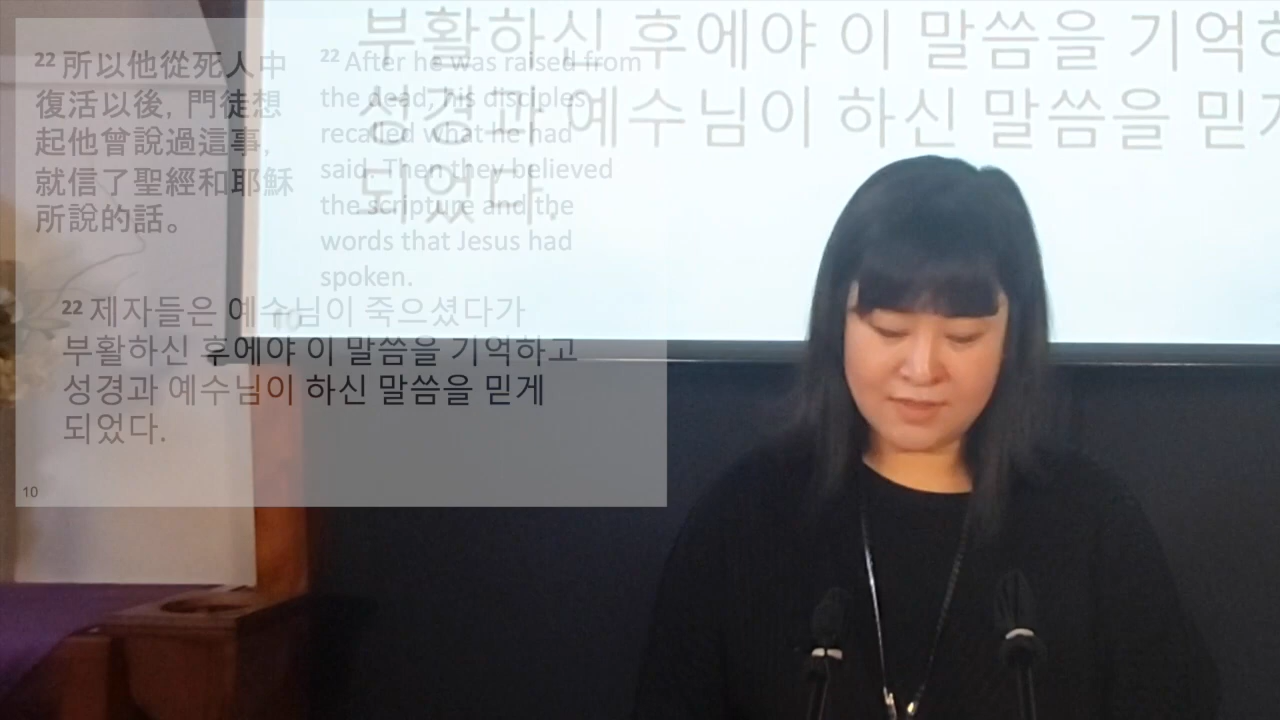 부활하신 후에야 이 말씀을 기억하
성경과 예수님이 하신 말씀을 믿게
되었다.
22 所以他從死人中
復活以後, 門徒想
起他曾說過這事,
就信了聖經和耶穌
所說的話。
22 After he was raised from
the dead, his disciples
recalled what he had
said. Then they believed
the scripture and the
words that Jesus had
spoken.
22 제자들은 예수님이 죽으셨다가
부활하신 후에야 이 말씀을 기억하고
성경과 예수님이 하신 말씀을 믿게
되었다.
10
10